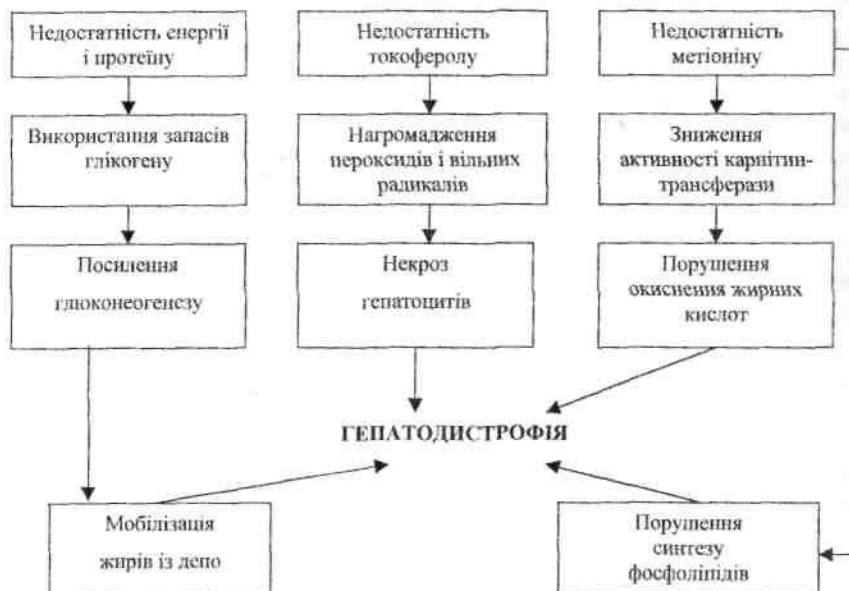 Недостатність енергії
і протеїну
Недостатність
токоферолу
Недостатність
метіоніну
Використання запасів
глікогену
Нагромадження
пероксидів і вільних
радикалів
Зниження
активності карнітин-
трансферази
Посилення
глюконеогенезу
Некроз
гепатоцитів
Порушення
окиснення жирних
кислот
ГЕПАТОДИСТРОФІЯ
Мобілізація
жирів із депо
Порушення
синтезу
фосфоліпідів